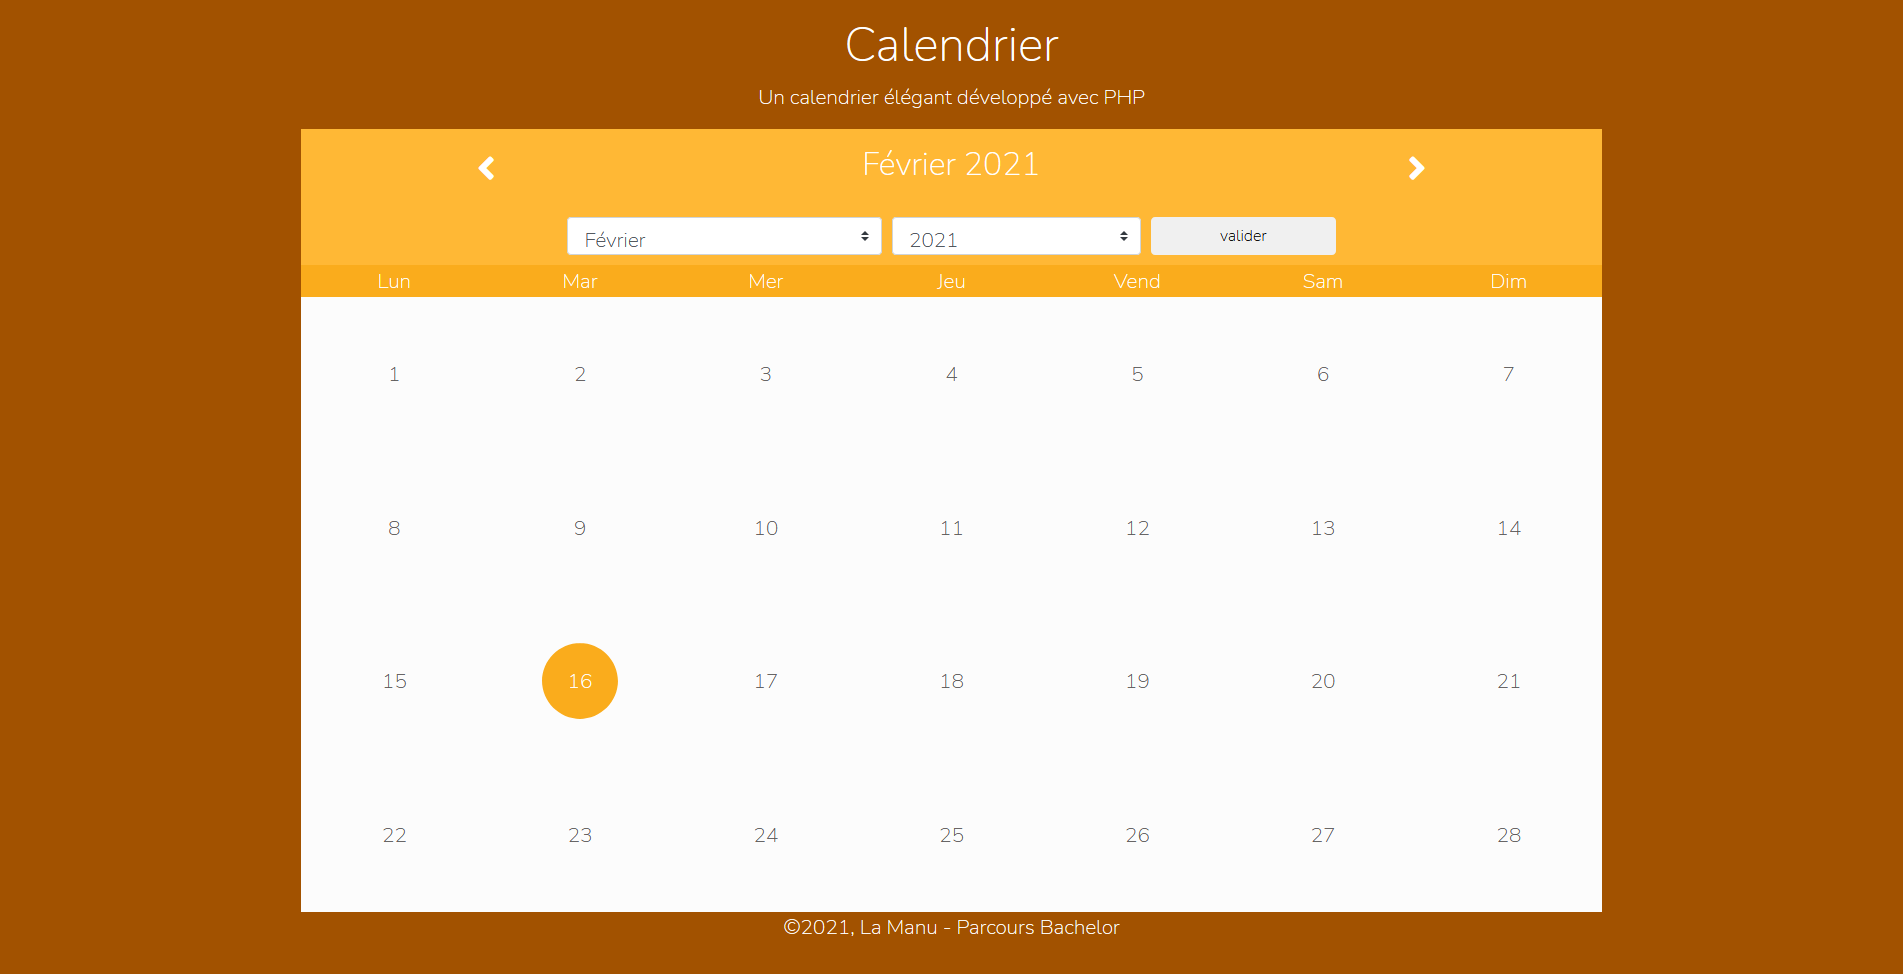 Calendrier
Un calendrier élégant développé avec PHP
Février 2021
Février 2021 valider
Lun Mar Mer Jeu Vend Sam Dim
1 2 3 4 5 6 7
8 9 10 11 12 13 14
15 16 17 18 19 20 21
22 23 24 25 26 27 28
©2021, La Manu - Parcours Bachelor